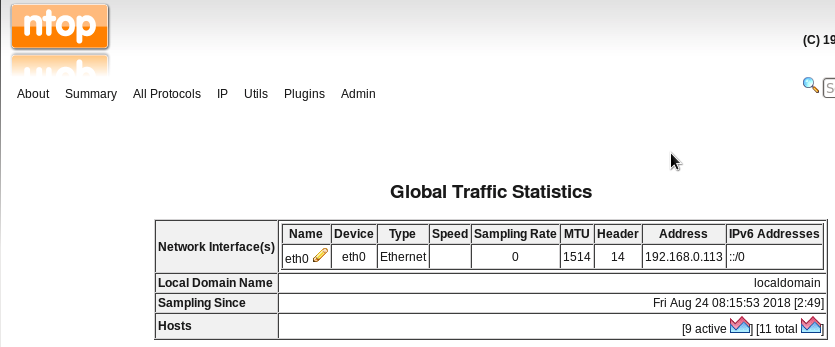 ntop
(C) 19
About Summary All Protocols IP Utils Plugins Admin
S
Global Traffic Statistics
Network Interface(s)
Name Device Type Speed Sampling Rate MTU Header Address IPv6 Addresses
eth0 eth0 Ethernet 0 1514 14 192.168.0.113 ::/0
Local Domain Name localdomain
Sampling Since Fri Aug 24 08:15:53 2018 [2:49]
Hosts [9 active ] [11 total ]